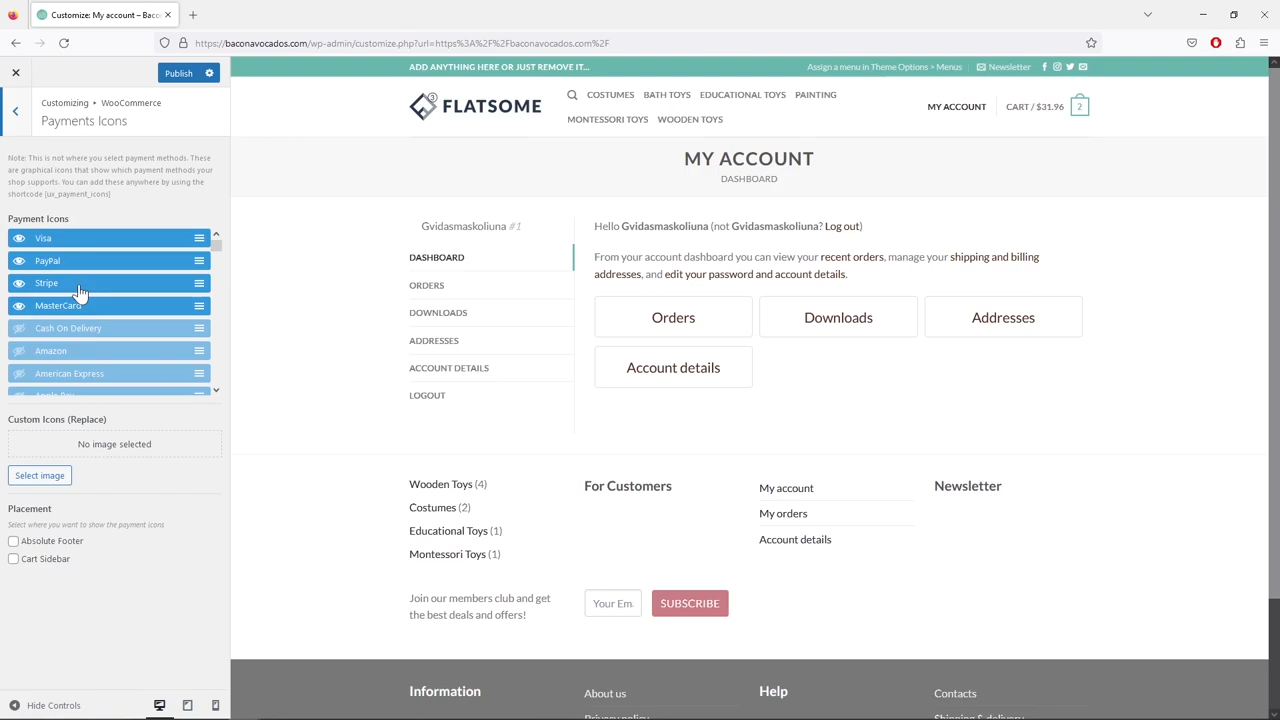 Customize: My account – Baco
https://baconavocados.com/wp-admin/customize.php?url=https%3A%2F%2Fbaconavocados.com%2F
Publish
Customizing • WooCommerce
Payments Icons
Note: This is not where you select payment methods. These
are graphical icons that show which payment methods your
shop supports. You can add these anywhere by using the
shortcode [ux_payment_icons]
Payment Icons
Visa
PayPal
Stripe
MasterCard
Cash On Delivery
Amazon
American Express
Apple Pay
Custom Icons (Replace)
No image selected
Select image
Placement
Select where you want to show the payment icons
Absolute Footer
Cart Sidebar
Hide Controls
ADD ANYTHING HERE OR JUST REMOVE IT...
Assign a menu in Theme Options > Menus
Newsletter
3
FLATSOME
COSTUMES BATH TOYS EDUCATIONAL TOYS PAINTING
MONTESSORI TOYS WOODEN TOYS
MY ACCOUNT
CART / $31.96
2
MY ACCOUNT
DASHBOARD
Gvidasmaskoliuna #1
DASHBOARD
ORDERS
DOWNLOADS
ADDRESSES
ACCOUNT DETAILS
LOGOUT
Hello Gvidasmaskoliuna (not Gvidasmaskoliuna? Log out)
From your account dashboard you can view your recent orders, manage your shipping and billing
addresses, and edit your password and account details.
Orders
Downloads
Addresses
Account details
Wooden Toys (4)
Costumes (2)
Educational Toys (1)
Montessori Toys (1)
For Customers
My account
My orders
Account details
Newsletter
Join our members club and get
the best deals and offers!
Your Em
SUBSCRIBE
Information
About us
Privacy policy
Help
Contacts
Shipping & delivery